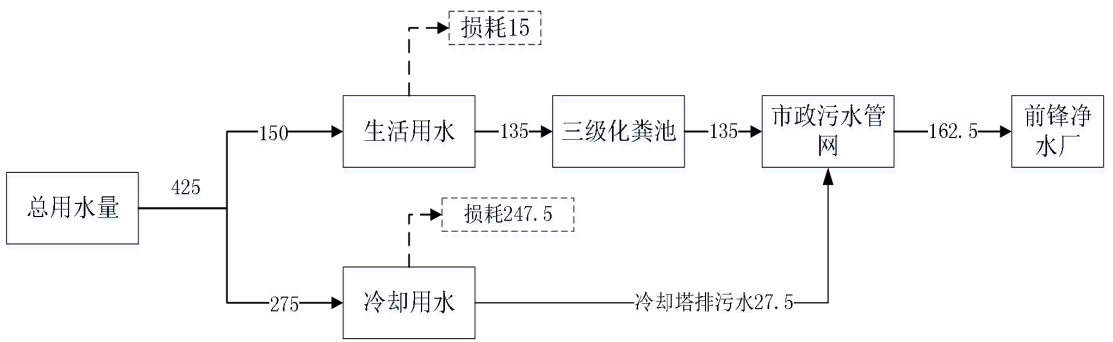 损耗15
150
生活用水
135
三级化粪池
135
市政污水管
网
162.5
前锋净
水厂
总用水量
425
损耗247.5
275
冷却用水
冷却塔排污水27.5